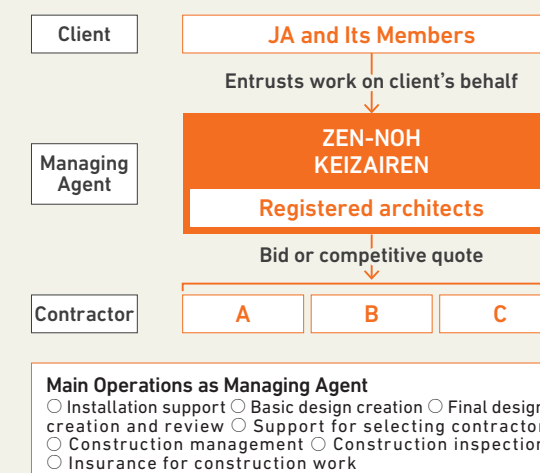 Client
JA and Its Members
Entrusts work on client's behalf
Managing
Agent
ZEN-NOH
KEIZAIREN
Registered architects
Bid or competitive quote
Contractor
A
B
C
Main Operations as Managing Agent
○ Installation support ○ Basic design creation ○ Final design
creation and review ○ Support for selecting contractor
○ Construction management ○ Construction inspection
○ Insurance for construction work